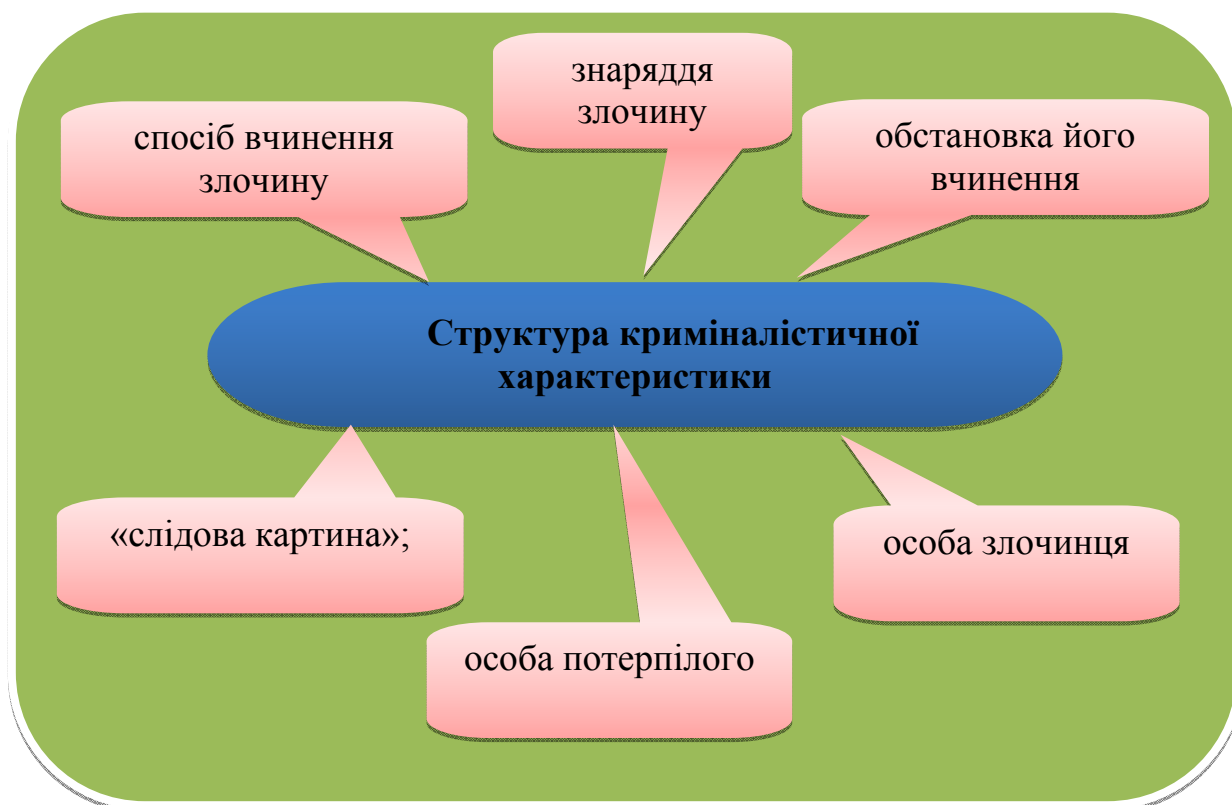 знаряддя
злочину
спосіб вчинення
злочину
обстановка його
вчинення
Структура криміналістичної
характеристики
«слідова картина»;
особа злочинця
особа потерпілого